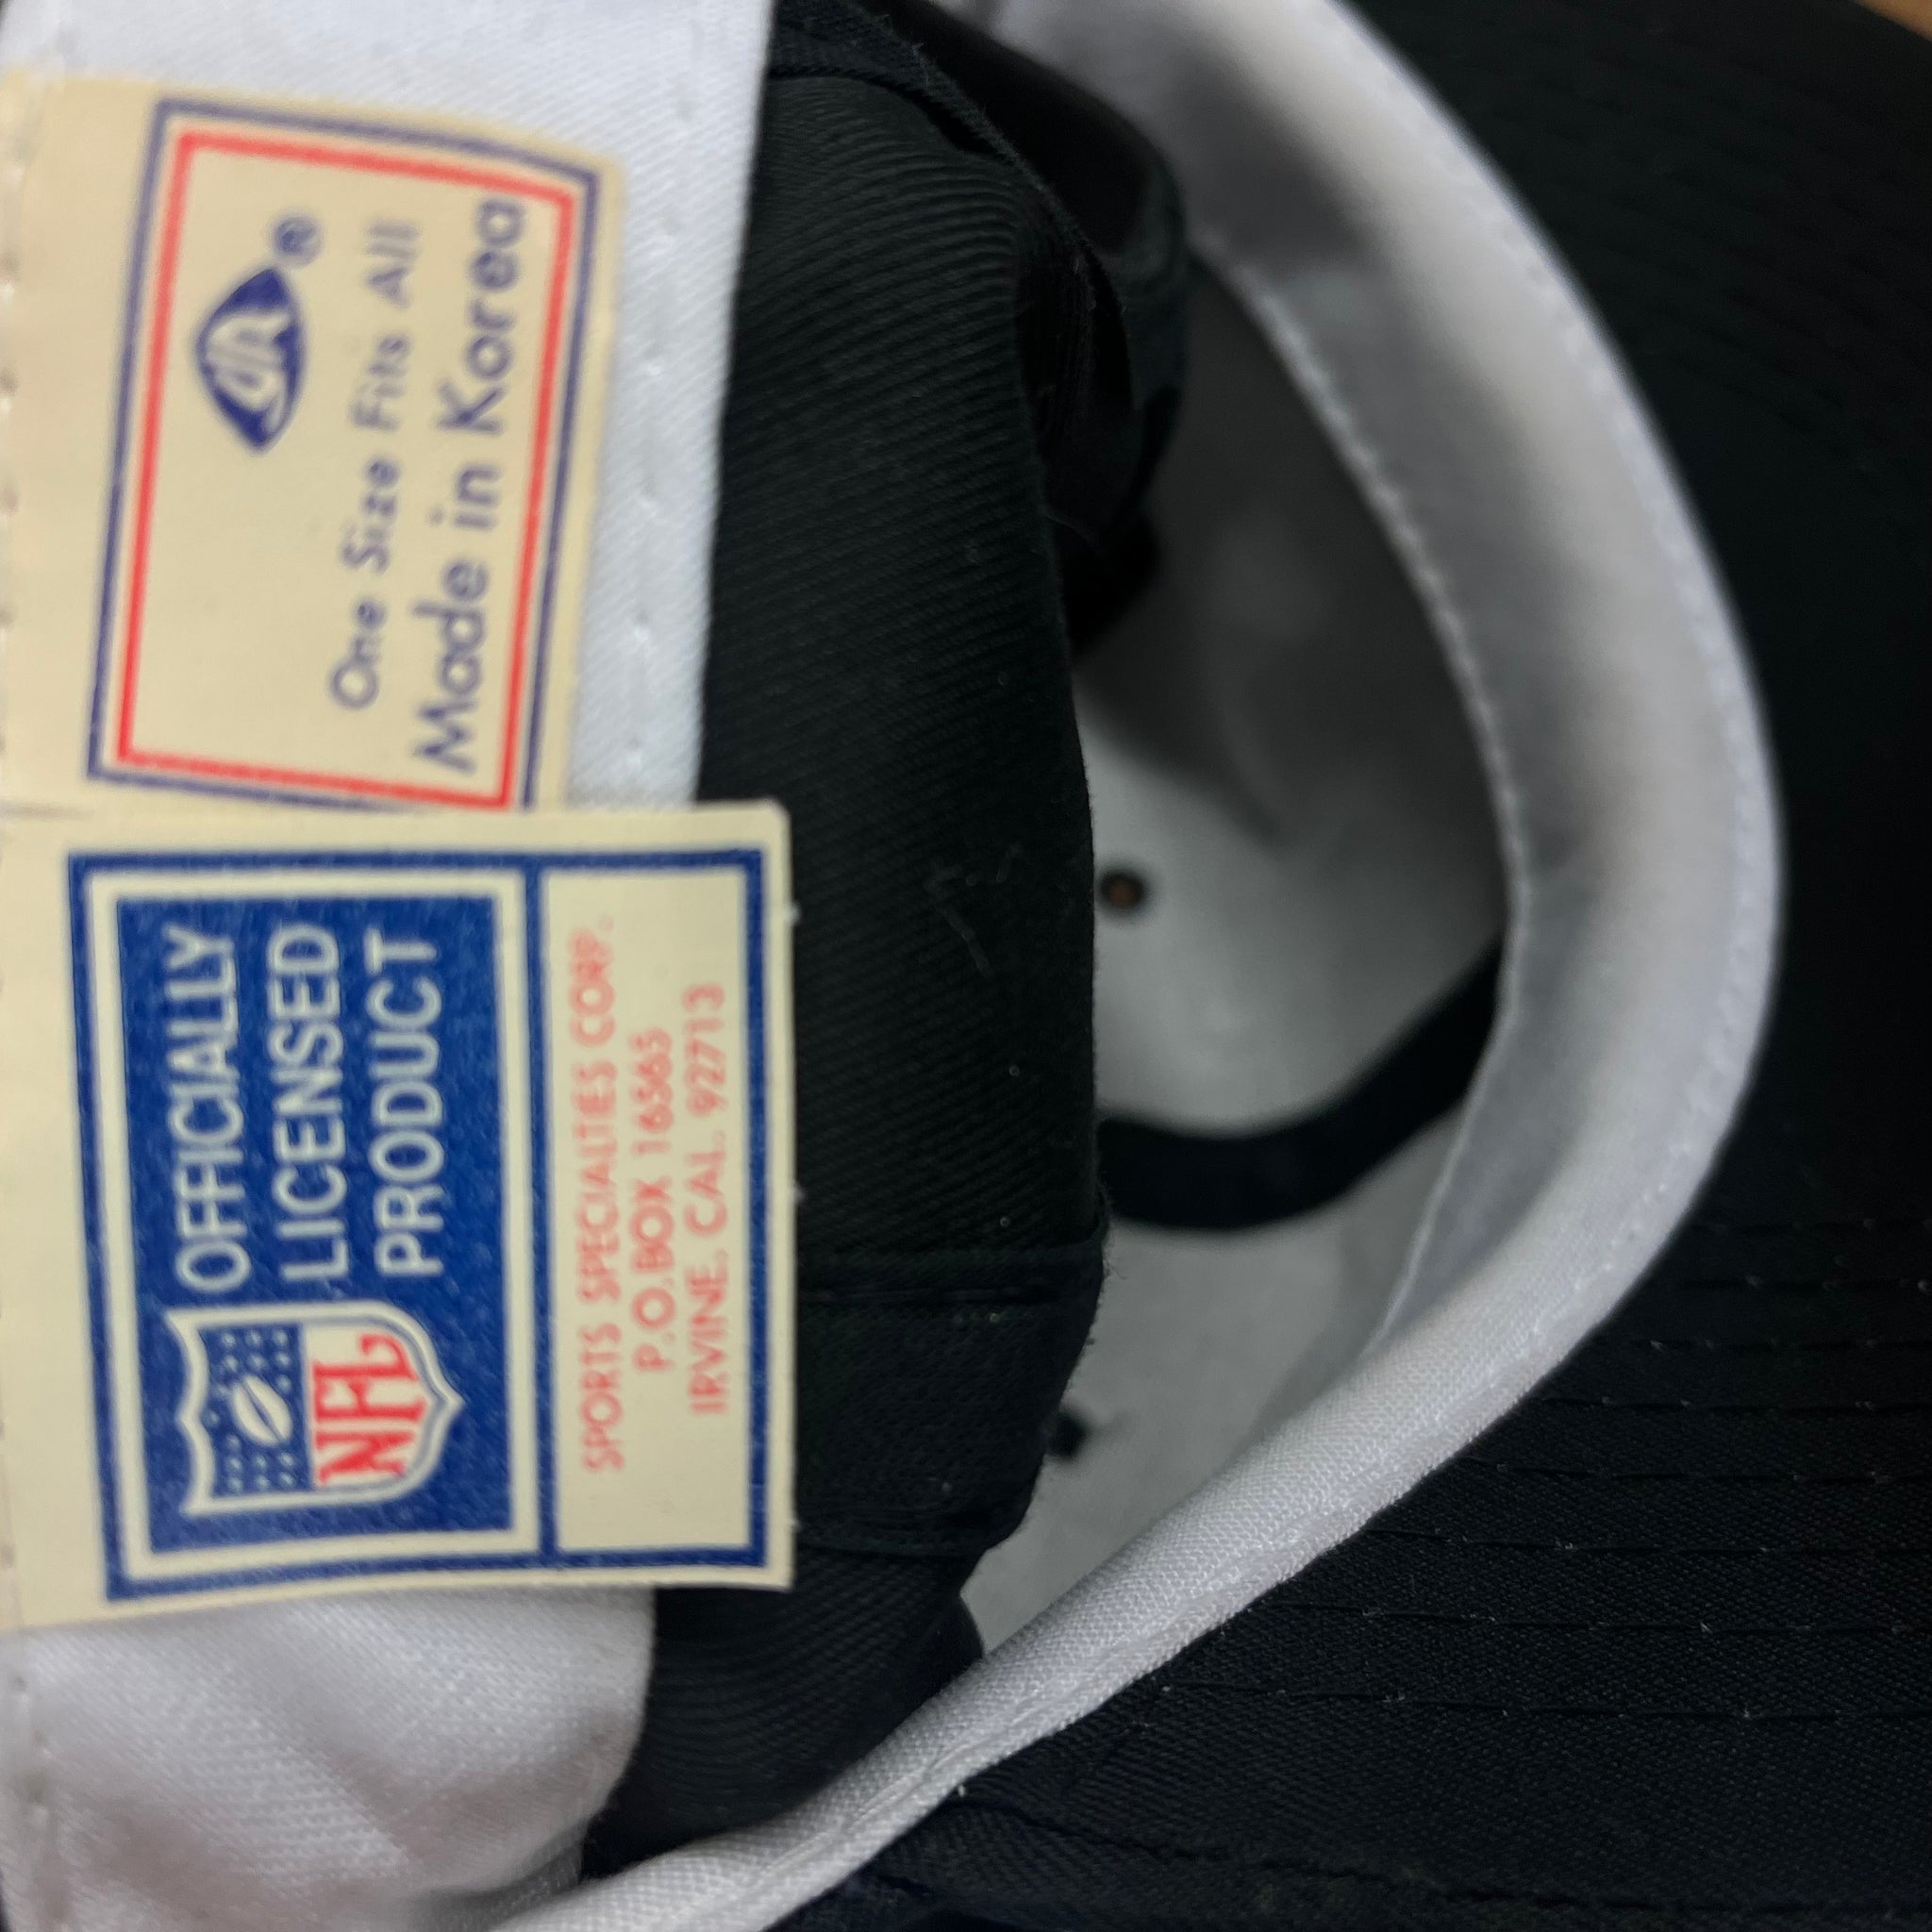 ®
One Size Fits All
Made in Korea
NFL
OFFICIALLY
LICENSED
PRODUCT
SPORTS SPECIALTIES CORP.
P.O.BOX 16565
IRVINE, CAL. 92713